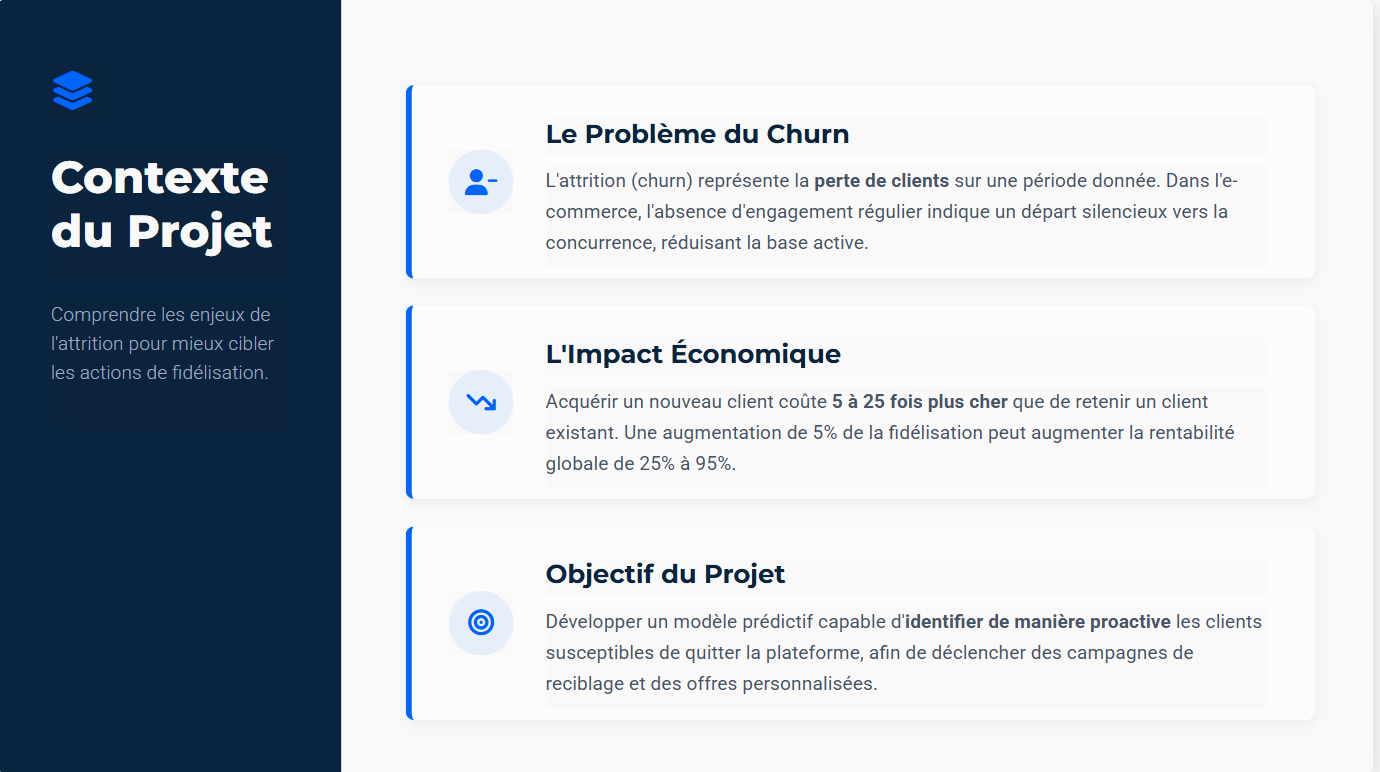 Contexte
du Projet
Comprendre les enjeux de
l'attrition pour mieux cibler
les actions de fidélisation.
Le Problème du Churn
L'attrition (churn) représente la perte de clients sur une période donnée. Dans l'e-
commerce, l'absence d'engagement régulier indique un départ silencieux vers la
concurrence, réduisant la base active.
L'Impact Économique
Acquérir un nouveau client coûte 5 à 25 fois plus cher que de retenir un client
existant. Une augmentation de 5% de la fidélisation peut augmenter la rentabilité
globale de 25% à 95%.
Objectif du Projet
Développer un modèle prédictif capable d'identifier de manière proactive les clients
susceptibles de quitter la plateforme, afin de déclencher des campagnes de
reciblage et des offres personnalisées.